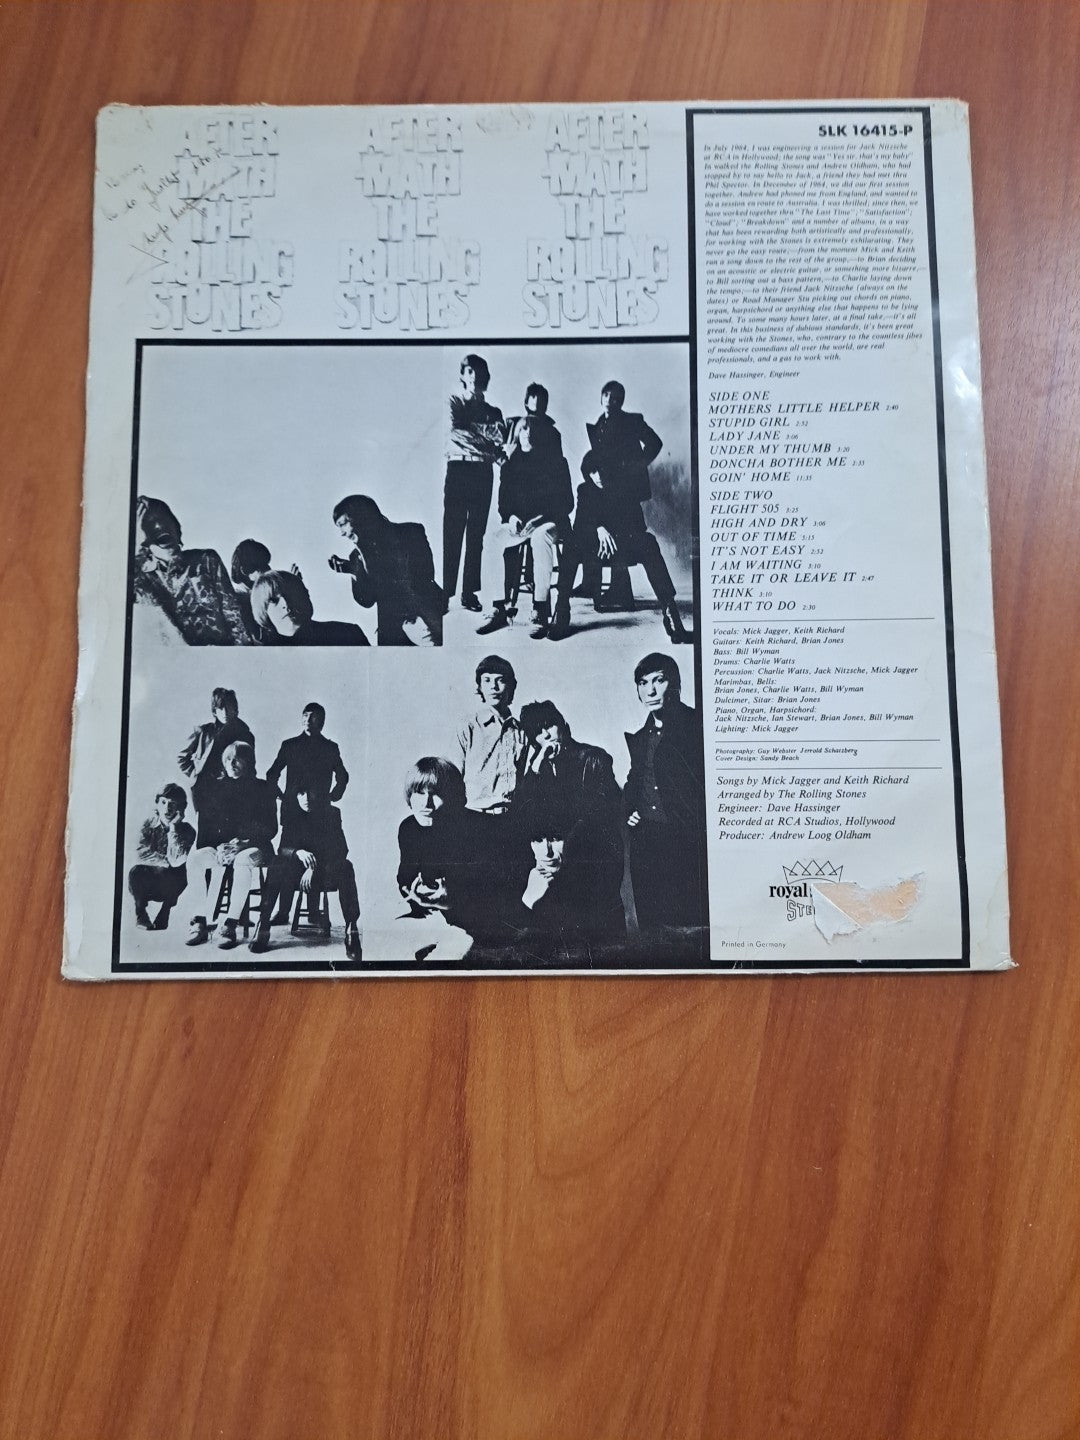 AFTER
-MATH
THE
ROLLING
STONES
AFTER
-MATH
THE
ROLLING
STONES
AFTER
-MATH
THE
ROLLING
STONES
SLK 16415-P
In July 1964, I was engineering a session for Jack Nitzsche
at RCA in Hollywood; the song was "Yes sir, that's my baby"
In walked the Rolling Stones and Andrew Oldham, who had
stopped by to say hello to Jack, a friend they had met thru
Phil Spector. In December of 1964, we did our first session
together. Andrew had phoned me from England, and wanted to
do a session en route to Australia. I was thrilled; since then, we
have worked together thru "The Last Time"; "Satisfaction";
"Cloud"; "Breakdown" and a number of albums, in a way
that has been rewarding both artistically and professionally,
for working with the Stones is extremely exhilarating. They
never go the easy route;—from the moment Mick and Keith
run a song down to the rest of the group,—to Brian deciding
on an acoustic or electric guitar, or something more bizarre,—
to Bill sorting out a bass pattern,—to Charlie laying down
the tempo;—to their friend Jack Nitzsche (always on the
dates) or Road Manager Stu picking out chords on piano,
organ, harpsichord or anything else that happens to be lying
around. To some many hours later, at a final take,—it's all
great. In this business of dubious standards, it's been great
working with the Stones, who, contrary to the countless jibes
of mediocre comedians all over the world, are real
professionals, and a gas to work with.
Dave Hassinger, Engineer
SIDE ONE
MOTHERS LITTLE HELPER 2:40
STUPID GIRL 2:52
LADY JANE 3:06
UNDER MY THUMB 3:20
DONCHA BOTHER ME 2:35
GOIN' HOME 11:35
SIDE TWO
FLIGHT 505 3:25
HIGH AND DRY 3:06
OUT OF TIME 5:15
IT'S NOT EASY 2:52
I AM WAITING 3:10
TAKE IT OR LEAVE IT 2:47
THINK 3:10
WHAT TO DO 2:30
Vocals: Mick Jagger, Keith Richard
Guitars: Keith Richard, Brian Jones
Bass: Bill Wyman
Drums: Charlie Watts
Percussion: Charlie Watts, Jack Nitzsche, Mick Jagger
Marimbas, Bells:
Brian Jones, Charlie Watts, Bill Wyman
Dulcimer, Sitar: Brian Jones
Piano, Organ, Harpsichord:
Jack Nitzsche, Ian Stewart, Brian Jones, Bill Wyman
Lighting: Mick Jagger
Photography: Guy Webster Jerrold Schatzberg
Cover Design: Sandy Beach
Songs by Mick Jagger and Keith Richard
Arranged by The Rolling Stones
Engineer: Dave Hassinger
Recorded at RCA Studios, Hollywood
Producer: Andrew Loog Oldham
royal
STE
Printed in Germany